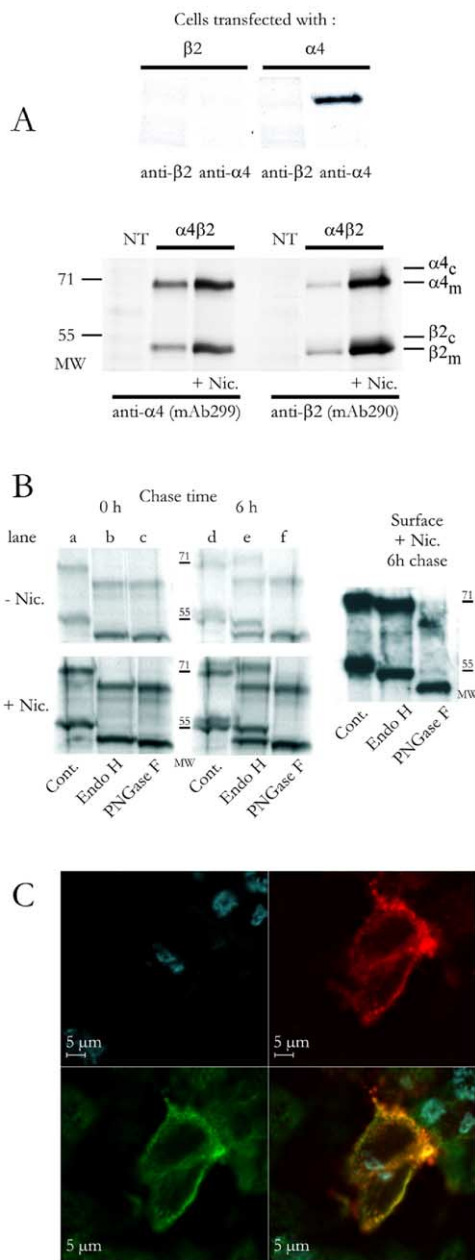 Cells transfected with :
β2 α4
A
anti-β2 anti-α4 anti-β2 anti-α4
NT α4β2 NT α4β2
71
α4c
α4m
55
β2c
β2m
MW
+ Nic. + Nic.
anti-α4 (mAb299) anti-β2 (mAb290)
B
Chase time
0 h 6 h
lane a b c d e f
Surface
+ Nic.
6h chase
- Nic.
71
55
71
55
MW
+ Nic.
71
55
MW
Cont. Endo H PNGase F Cont. Endo H PNGase F
Cont. Endo H PNGase F
C
5 µm 5 µm
5 µm 5 µm